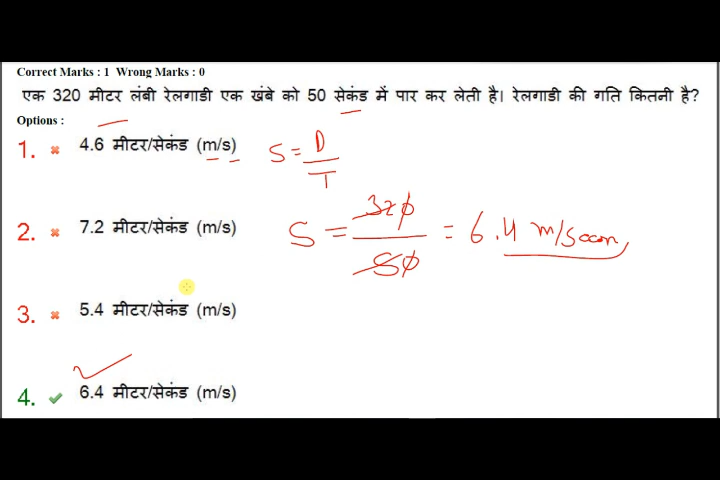 Correct Marks : 1 Wrong Marks : 0
एक 320 मीटर लंबी रेलगाडी एक खंबे को 50 सेकंड में पार कर लेती है। रेलगाडी की गति कितनी है?
Options :
1. 4.6 मीटर/सेकंड (m/s)
S = D/T
2. 7.2 मीटर/सेकंड (m/s)
S = 320/50 = 6.4 m/
3. 5.4 मीटर/सेकंड (m/s)
4. 6.4 मीटर/सेकंड (m/s)